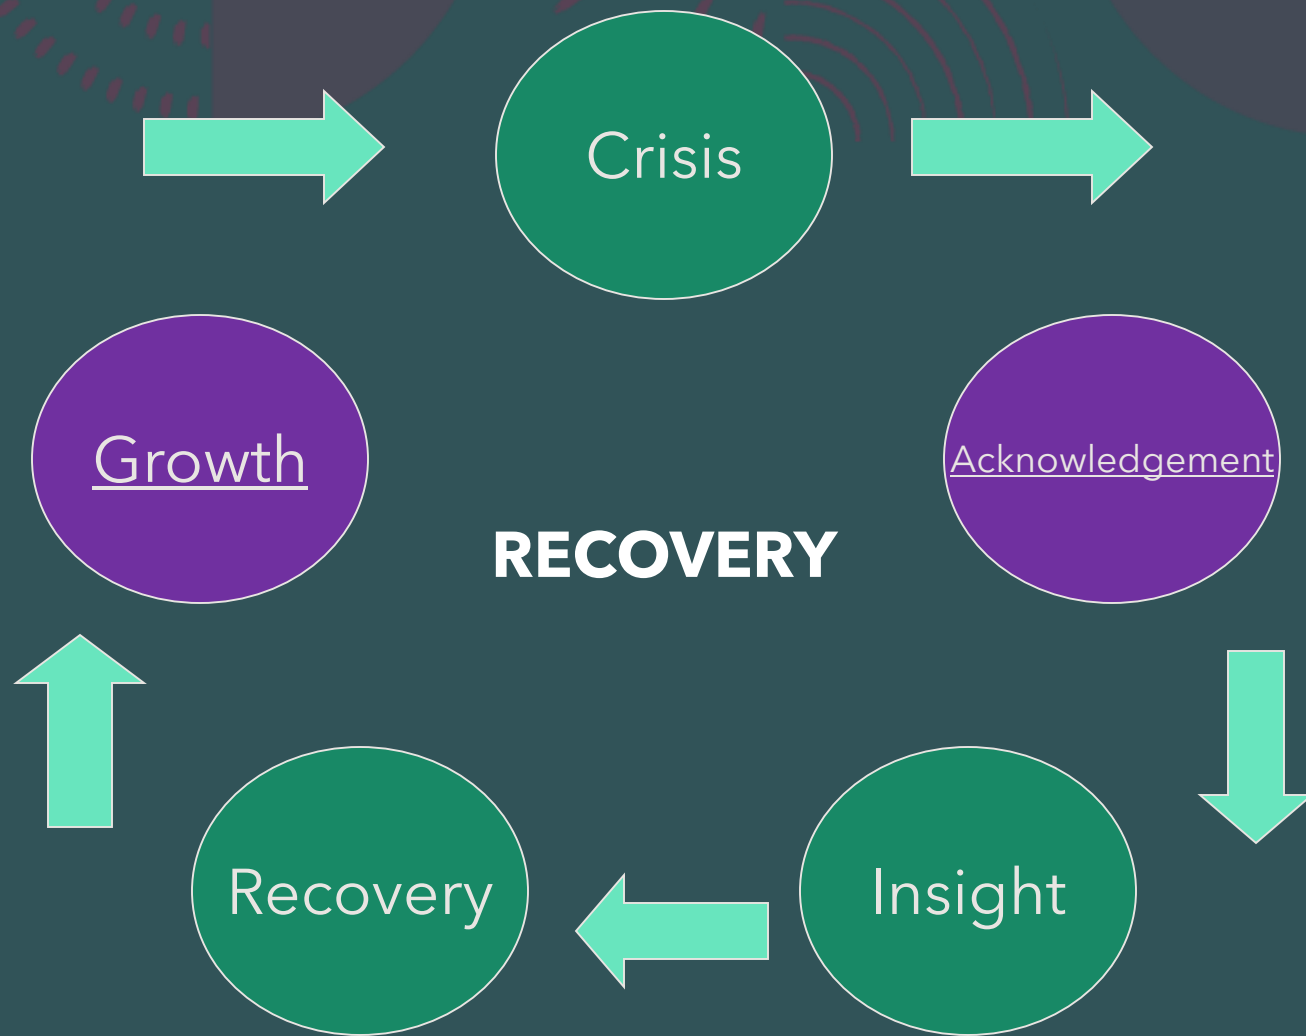 Crisis
Growth
Acknowledgement
RECOVERY
Recovery
Insight